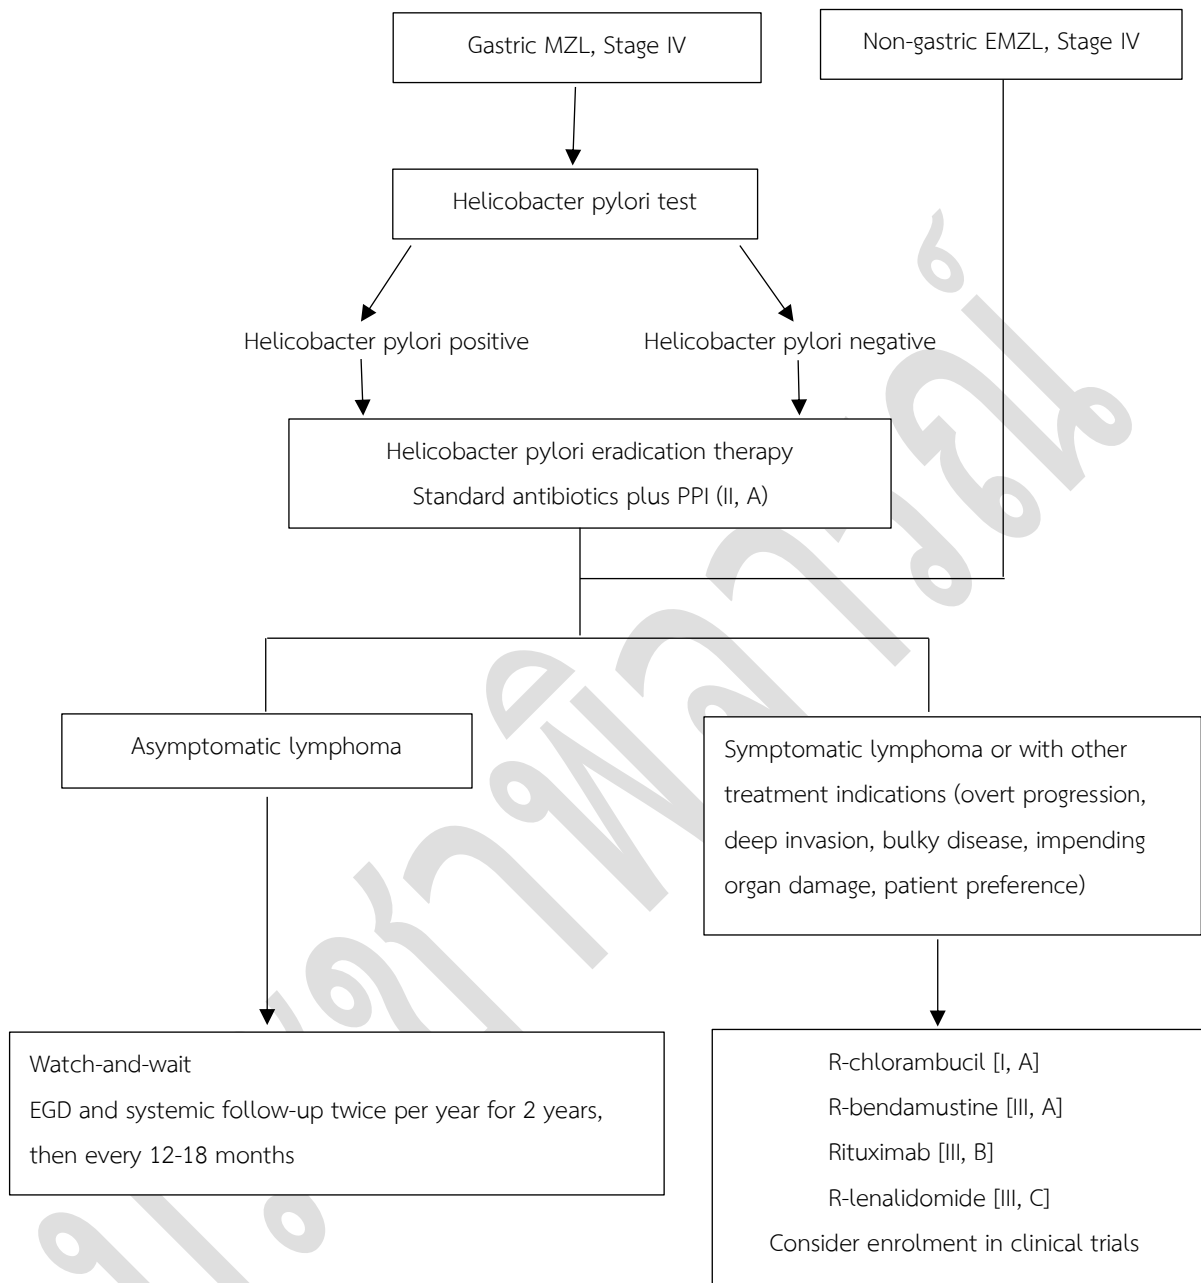 Gastric MZL, Stage IV
Non-gastric EMZL, Stage IV
Helicobacter pylori test
Helicobacter pylori positive
Helicobacter pylori negative
Helicobacter pylori eradication therapy
Standard antibiotics plus PPI (II, A)
Asymptomatic lymphoma
Symptomatic lymphoma or with other
treatment indications (overt progression,
deep invasion, bulky disease, impending
organ damage, patient preference)
Watch-and-wait
EGD and systemic follow-up twice per year for 2 years,
then every 12-18 months
R-chlorambucil [I, A]
R-bendamustine [III, A]
Rituximab [III, B]
R-lenalidomide [III, C]
Consider enrolment in clinical trials